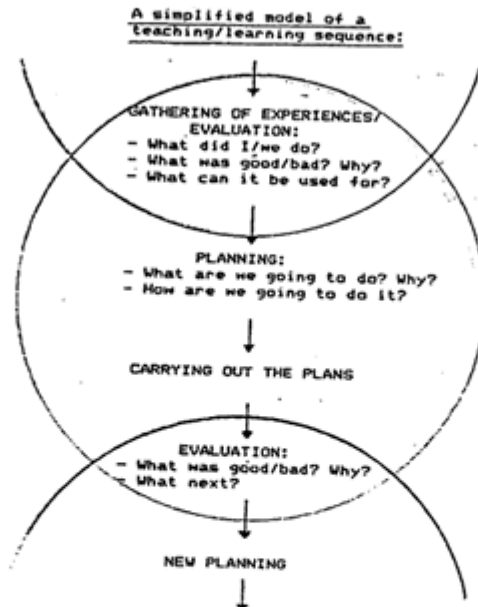 A simplified model of a
teaching/learning sequence:
GATHERING OF EXPERIENCES/
EVALUATION:
- What did I/we do?
- What was good/bad? Why?
- What can it be used for?
PLANNING:
- What are we going to do? Why?
- How are we going to do it?
CARRYING OUT THE PLANS
EVALUATION:
- What was good/bad? Why?
- What next?
NEW PLANNING